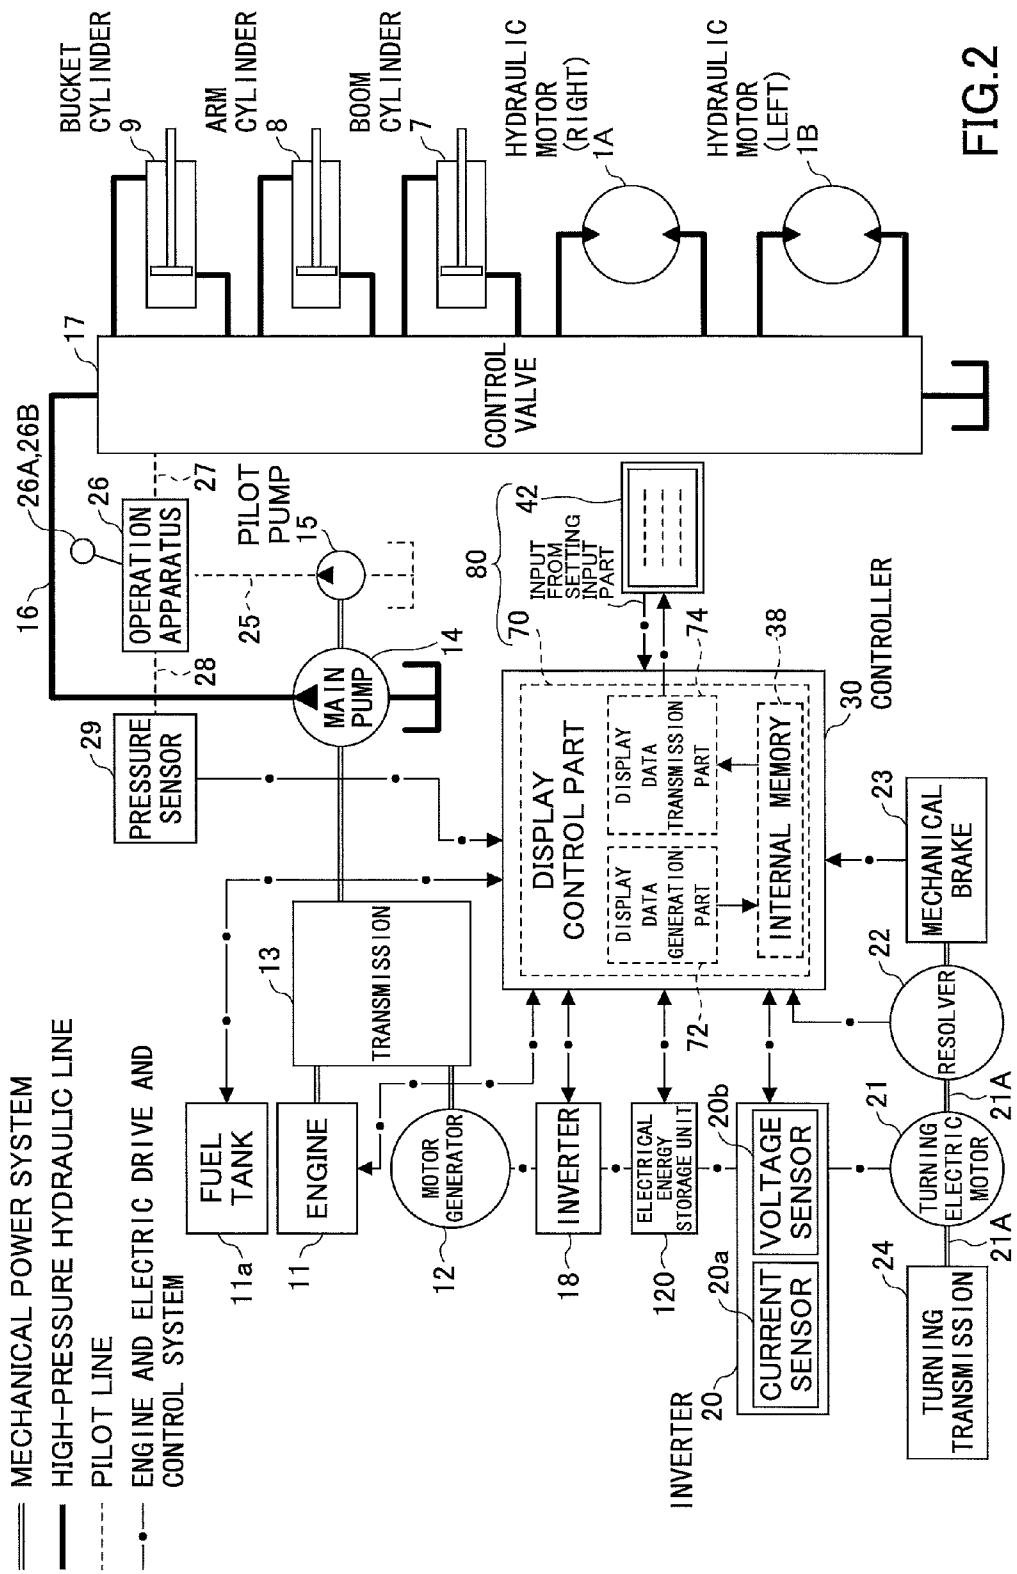 MECHANICAL POWER SYSTEM
HIGH-PRESSURE HYDRAULIC LINE
PILOT LINE
ENGINE AND ELECTRIC DRIVE AND
CONTROL SYSTEM
BUCKET
CYLINDER
9
ARM
CYLINDER
8
BOOM
CYLINDER
7
HYDRAULIC
MOTOR
(RIGHT)
1A
HYDRAULIC
MOTOR
(LEFT)
1B
17
CONTROL
VALVE
16
26A,26B
26
OPERATION
APPARATUS
27
28
25
PILOT
PUMP
15
29
PRESSURE
SENSOR
MAIN
PUMP
14
13
TRANSMISSION
FUEL
TANK
11a
ENGINE
11
MOTOR
GENERATOR
12
INVERTER
18
ELECTRICAL
ENERGY
STORAGE UNIT
120
INVERTER
20
20a
CURRENT
SENSOR
20b
VOLTAGE
SENSOR
80
42
INPUT
FROM
SETTING
INPUT
PART
70
DISPLAY
CONTROL PART
DISPLAY
DATA
GENERATION
PART
72
DISPLAY
DATA
TRANSMISSION
PART
74
INTERNAL MEMORY
38
30
CONTROLLER
24
TURNING
TRANSMISSION
21A
21
TURNING
ELECTRIC
MOTOR
21A
22
RESOLVER
23
MECHANICAL
BRAKE
FIG.2